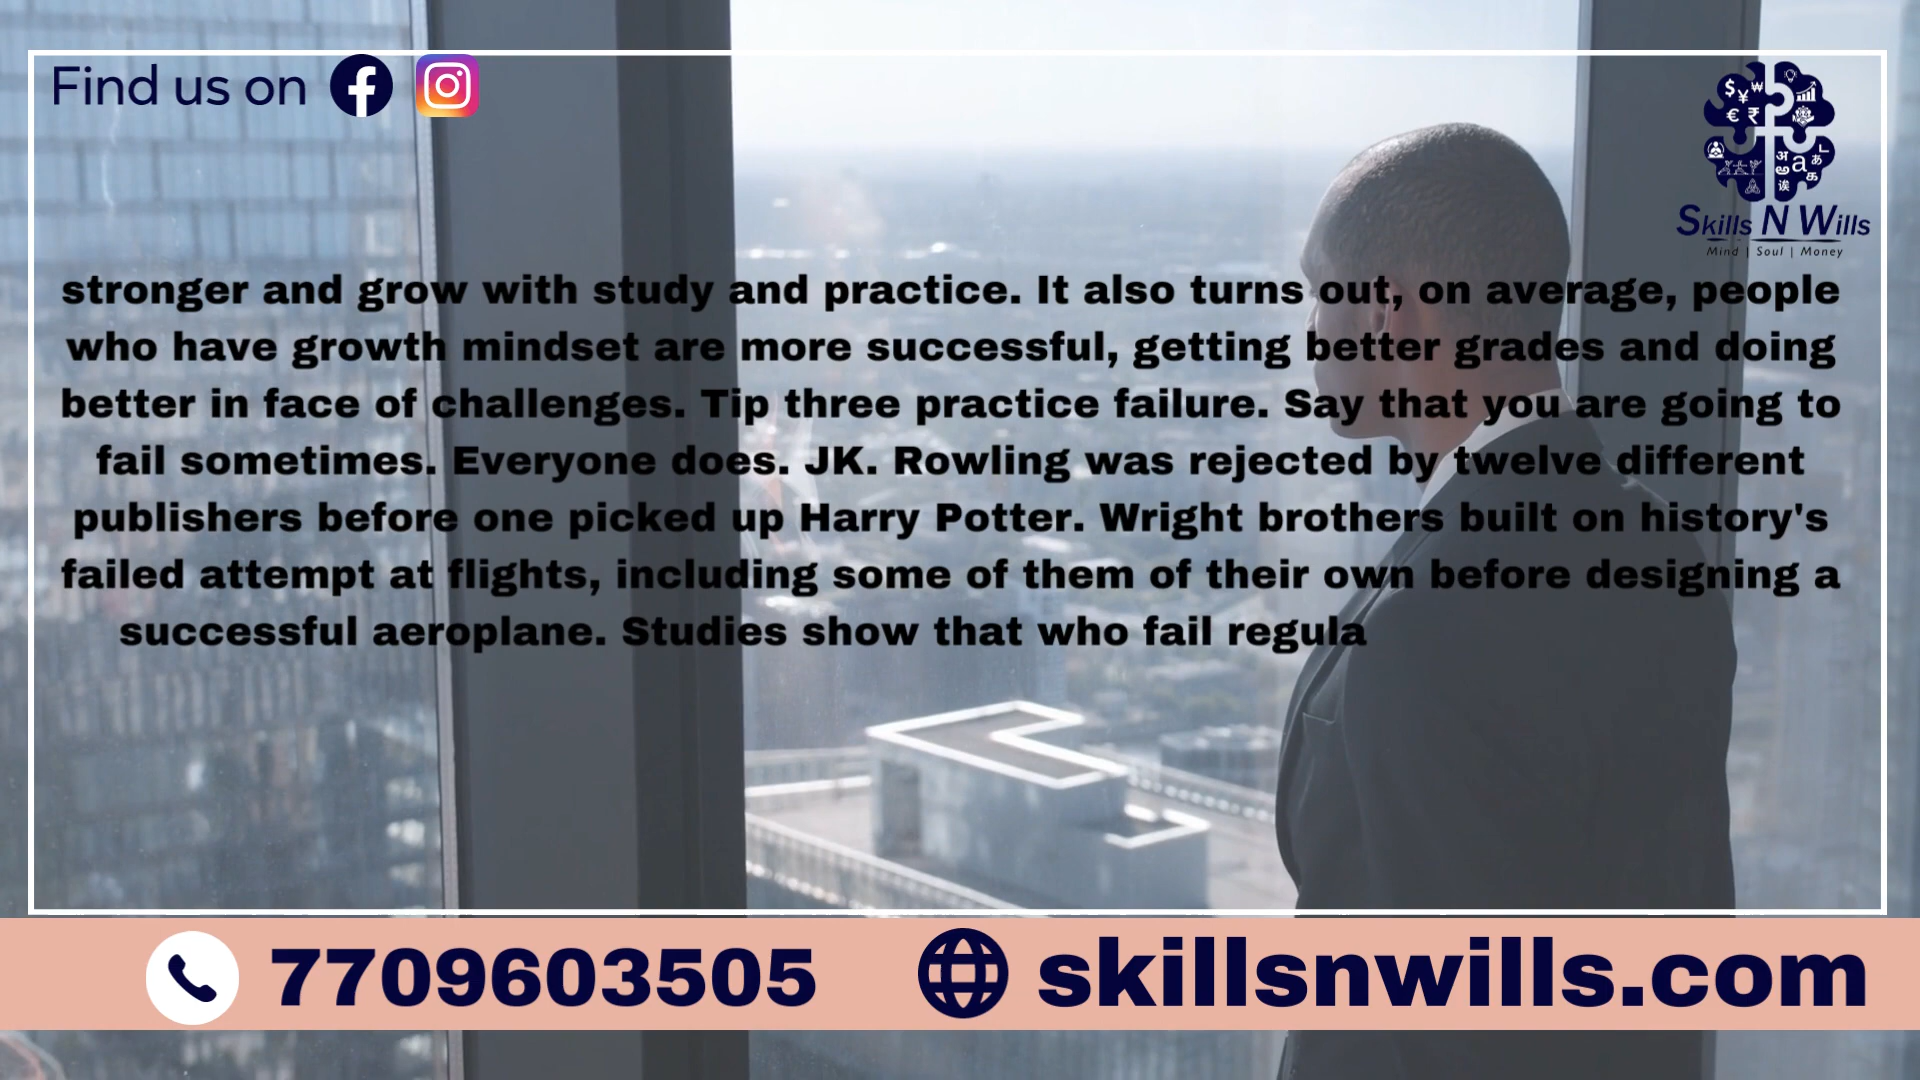 Find us on
$ ¥ ₩
€ ₹
अ a あ
Skills N Wills
Mind | Soul | Money
stronger and grow with study and practice. It also turns out, on average, people
who have growth mindset are more successful, getting better grades and doing
better in face of challenges. Tip three practice failure. Say that you are going to
fail sometimes. Everyone does. JK. Rowling was rejected by twelve different
publishers before one picked up Harry Potter. Wright brothers built on history's
failed attempt at flights, including some of them of their own before designing a
successful aeroplane. Studies show that who fail regula
7709603505
skillsnwills.com